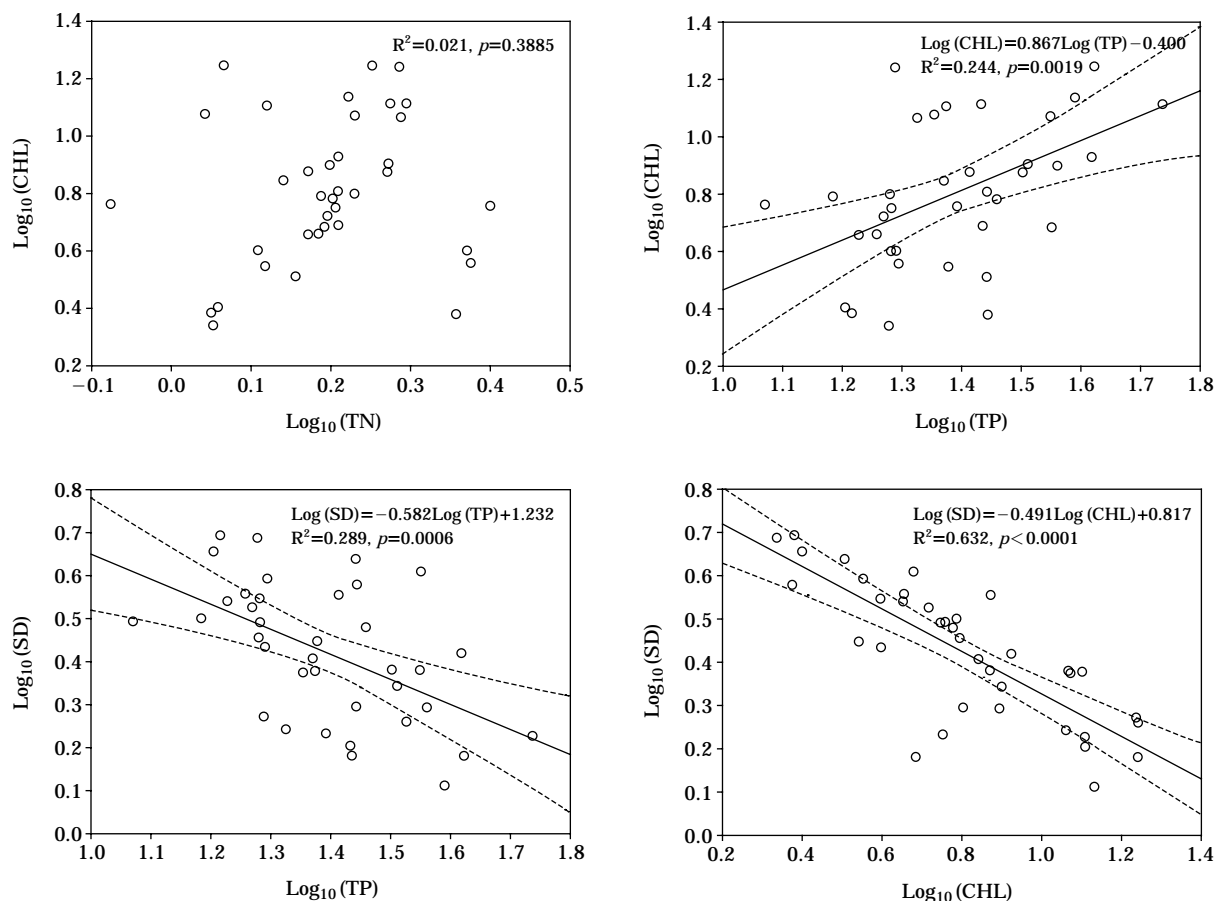 R²=0.021, p=0.3885
1.4
1.2
1.0
0.8
0.6
0.4
0.2
Log₁₀(CHL)
−0.1 0.0 0.1 0.2 0.3 0.4 0.5
Log₁₀(TN)
Log(CHL)=0.867Log(TP)−0.400
R²=0.244, p=0.0019
1.4
1.2
1.0
0.8
0.6
0.4
0.2
Log₁₀(CHL)
1.0 1.1 1.2 1.3 1.4 1.5 1.6 1.7 1.8
Log₁₀(TP)
Log(SD)=−0.582Log(TP)+1.232
R²=0.289, p=0.0006
0.8
0.7
0.6
0.5
0.4
0.3
0.2
0.1
0.0
Log₁₀(SD)
1.0 1.1 1.2 1.3 1.4 1.5 1.6 1.7 1.8
Log₁₀(TP)
Log(SD)=−0.491Log(CHL)+0.817
R²=0.632, p<0.0001
0.8
0.7
0.6
0.5
0.4
0.3
0.2
0.1
0.0
Log₁₀(SD)
0.2 0.4 0.6 0.8 1.0 1.2 1.4
Log₁₀(CHL)